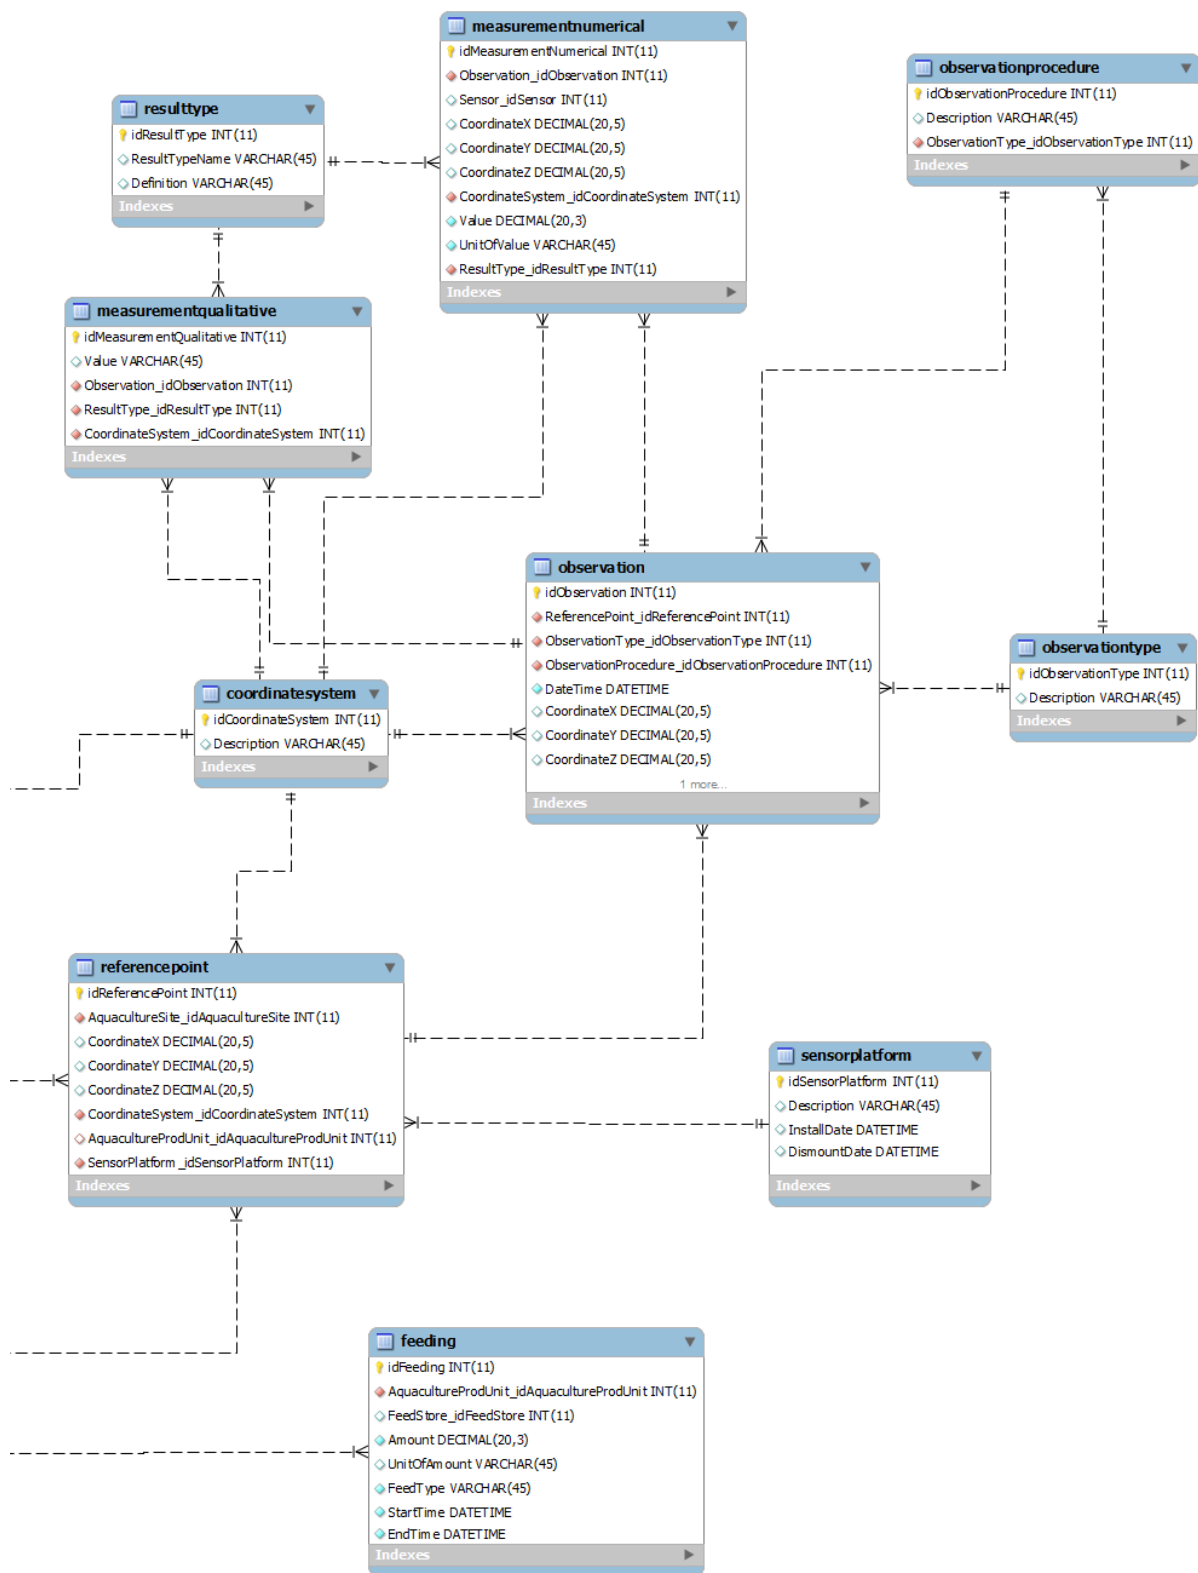 measurementnumerical
idMeasurementNumerical INT(11)
Observation_idObservation INT(11)
Sensor_idSensor INT(11)
CoordinateX DECIMAL(20,5)
CoordinateY DECIMAL(20,5)
CoordinateZ DECIMAL(20,5)
CoordinateSystem_idCoordinateSystem INT(11)
Value DECIMAL(20,3)
UnitOfValue VARCHAR(45)
ResultType_idResultType INT(11)
Indexes
observationprocedure
idObservationProcedure INT(11)
Description VARCHAR(45)
ObservationType_idObservationType INT(11)
Indexes
resulttype
idResultType INT(11)
ResultTypeName VARCHAR(45)
Definition VARCHAR(45)
Indexes
measurementqualitative
idMeasurementQualitative INT(11)
Value VARCHAR(45)
Observation_idObservation INT(11)
ResultType_idResultType INT(11)
CoordinateSystem_idCoordinateSystem INT(11)
Indexes
observation
idObservation INT(11)
ReferencePoint_idReferencePoint INT(11)
ObservationType_idObservationType INT(11)
ObservationProcedure_idObservationProcedure INT(11)
DateTime DATETIME
CoordinateX DECIMAL(20,5)
CoordinateY DECIMAL(20,5)
CoordinateZ DECIMAL(20,5)
1 more...
Indexes
observationtype
idObservationType INT(11)
Description VARCHAR(45)
Indexes
coordinatesystem
idCoordinateSystem INT(11)
Description VARCHAR(45)
Indexes
referencepoint
idReferencePoint INT(11)
AquacultureSite_idAquacultureSite INT(11)
CoordinateX DECIMAL(20,5)
CoordinateY DECIMAL(20,5)
CoordinateZ DECIMAL(20,5)
CoordinateSystem_idCoordinateSystem INT(11)
AquacultureProdUnit_idAquacultureProdUnit INT(11)
SensorPlatform_idSensorPlatform INT(11)
Indexes
sensorplatform
idSensorPlatform INT(11)
Description VARCHAR(45)
InstallDate DATETIME
DismountDate DATETIME
Indexes
feeding
idFeeding INT(11)
AquacultureProdUnit_idAquacultureProdUnit INT(11)
FeedStore_idFeedStore INT(11)
Amount DECIMAL(20,3)
UnitOfAmount VARCHAR(45)
FeedType VARCHAR(45)
StartTime DATETIME
EndTime DATETIME
Indexes